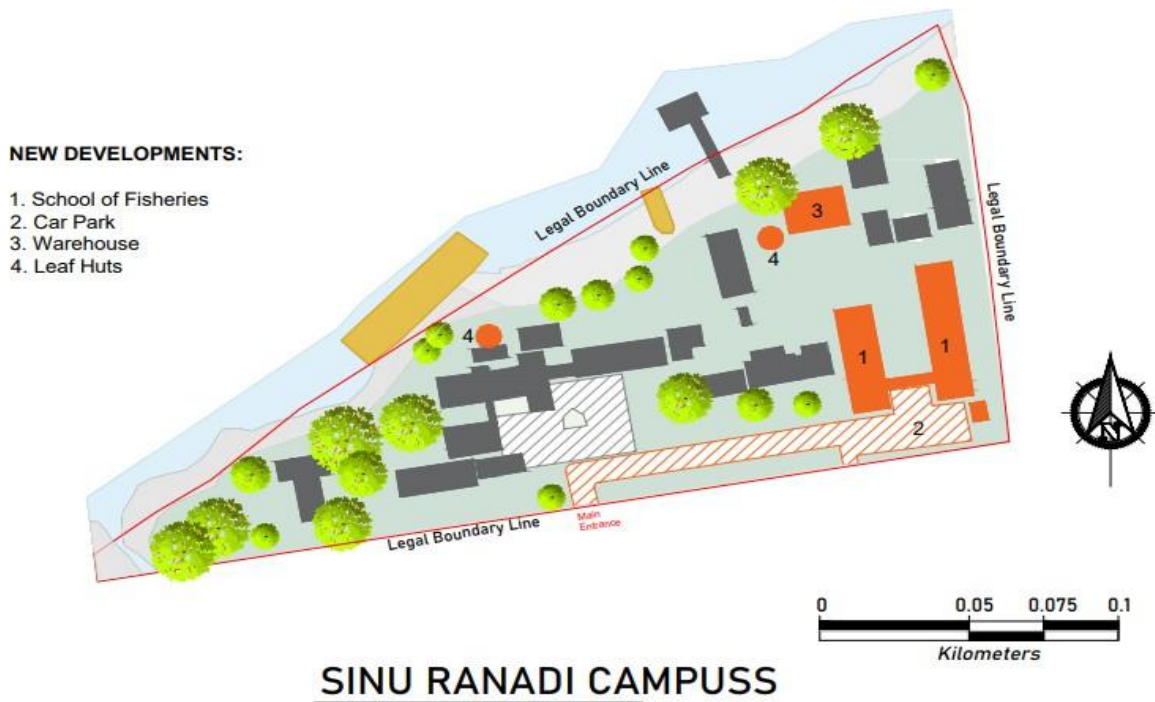 NEW DEVELOPMENTS:
1. School of Fisheries
2. Car Park
3. Warehouse
4. Leaf Huts
Legal Boundary Line
Legal Boundary Line
3
4
4
1
1
2
Main
Entrance
Legal Boundary Line
N
0 0.05 0.075 0.1
Kilometers
SINU RANADI CAMPUSS